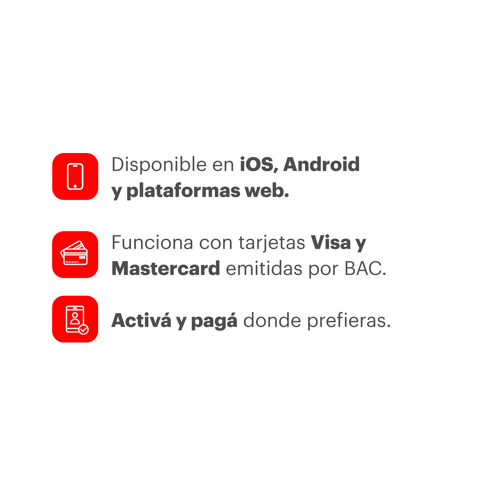 Disponible en iOS, Android
y plataformas web.
Funciona con tarjetas Visa y
Mastercard emitidas por BAC.
Activá y pagá donde prefieras.